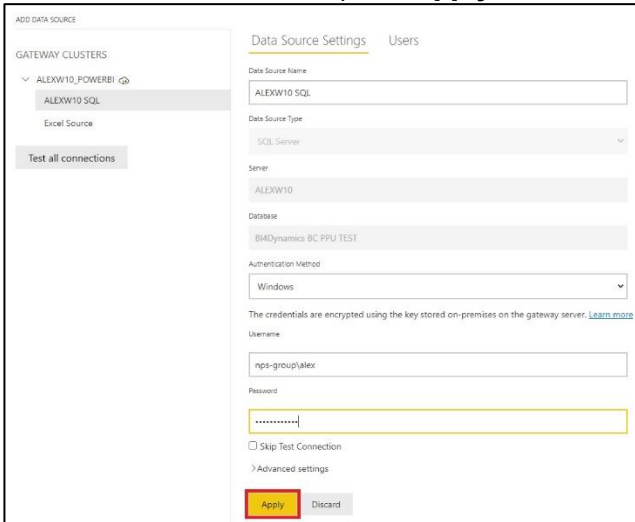 ADD DATA SOURCE
GATEWAY CLUSTERS
ALEXW10_POWERBI
ALEXW10 SQL
Excel Source
Test all connections
Data Source Settings Users
Data Source Name
ALEXW10 SQL
Data Source Type
SQL Server
Server
ALEXW10
Database
BI4Dynamics BC PPU TEST
Authentication Method
Windows
The credentials are encrypted using the key stored on-premises on the gateway server. Learn more
Username
nps-group\alex
Password
••••••••••••
Skip Test Connection
>Advanced settings
Apply Discard